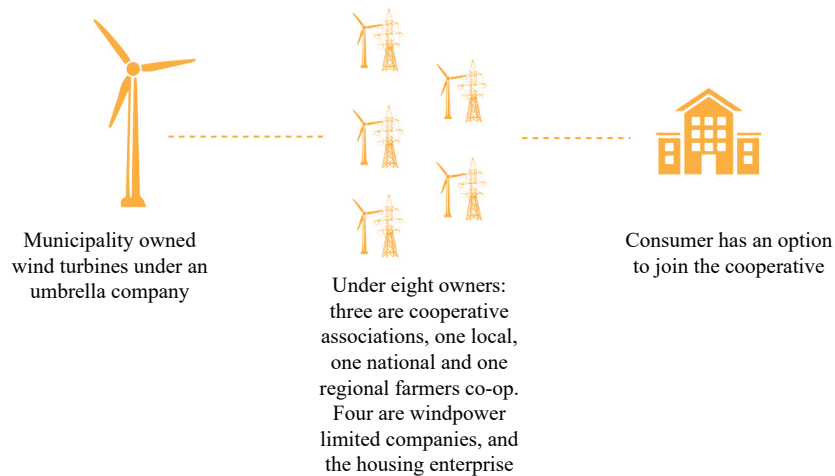 Municipality owned
wind turbines under an
umbrella company
Under eight owners:
three are cooperative
associations, one local,
one national and one
regional farmers co-op.
Four are windpower
limited companies, and
the housing enterprise
Consumer has an option
to join the cooperative